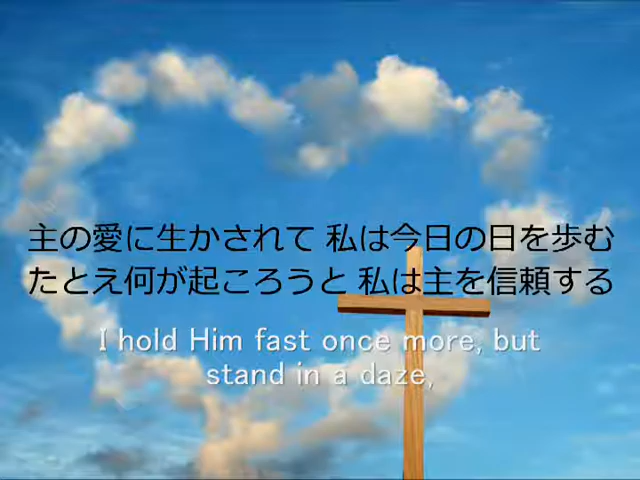 主の愛に生かされて 私は今日の日を歩む
たとえ何が起ころうと 私は主を信頼する
I hold Him fast once more, but
stand in a daze,